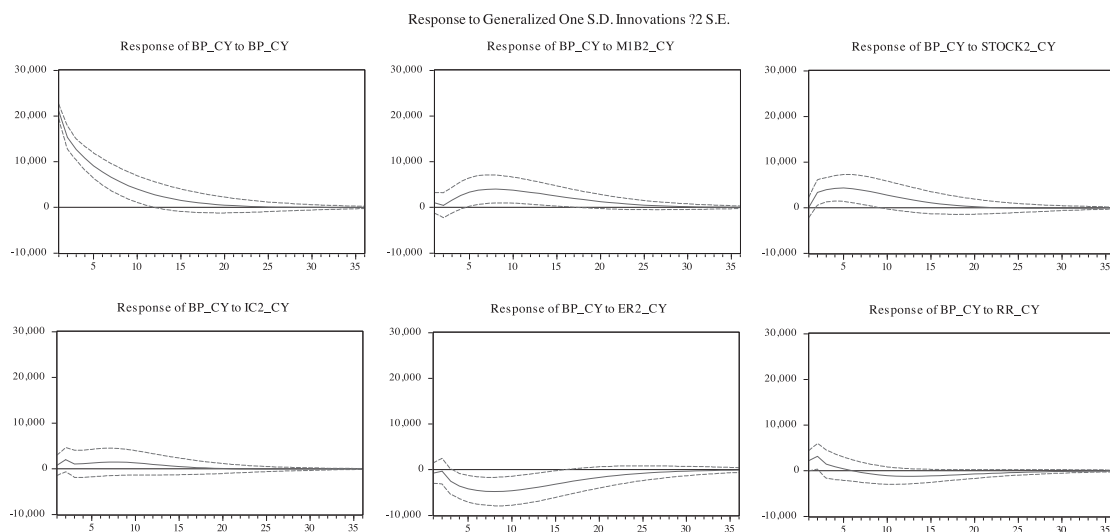 Response to Generalized One S.D. Innovations ?2 S.E.
Response of BP_CY to BP_CY
30,000
20,000
10,000
0
-10,000
5 10 15 20 25 30 35
Response of BP_CY to M1B2_CY
30,000
20,000
10,000
0
-10,000
5 10 15 20 25 30 35
Response of BP_CY to STOCK2_CY
30,000
20,000
10,000
0
-10,000
5 10 15 20 25 30 35
Response of BP_CY to IC2_CY
30,000
20,000
10,000
0
-10,000
5 10 15 20 25 30 35
Response of BP_CY to ER2_CY
30,000
20,000
10,000
0
-10,000
5 10 15 20 25 30 35
Response of BP_CY to RR_CY
30,000
20,000
10,000
0
-10,000
5 10 15 20 25 30 35